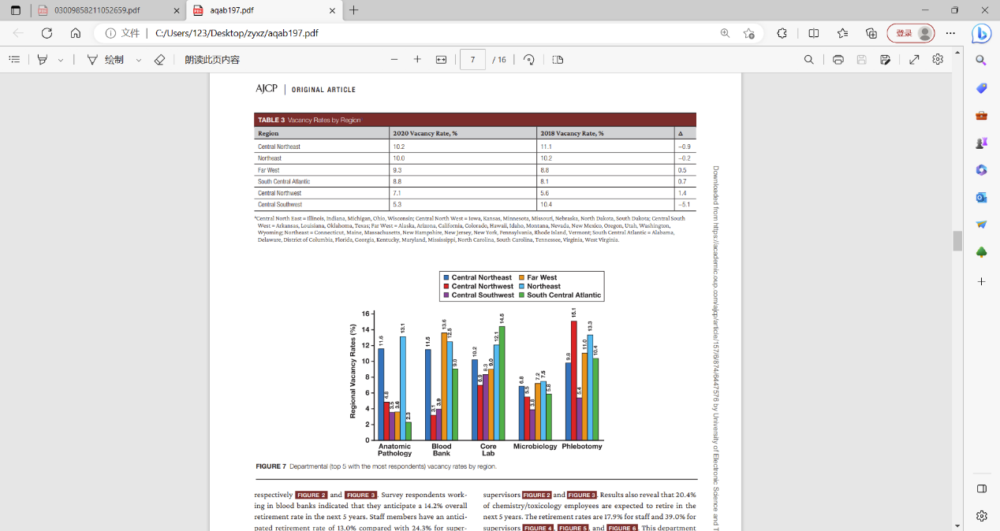 03009858211052659.pdf
aqab197.pdf
文件
C:/Users/123/Desktop/zyxz/aqab197.pdf
登录
绘制
朗读此页内容
7
/ 16
AJCP
ORIGINAL ARTICLE
TABLE 3 Vacancy Rates by Region
Region 2020 Vacancy Rate, % 2018 Vacancy Rate, % Δ
Central Northeast 10.2 11.1 −0.9
Northeast 10.0 10.2 −0.2
Far West 9.3 8.8 0.5
South Central Atlantic 8.8 8.1 0.7
Central Northwest 7.1 5.6 1.4
Central Southwest 5.3 10.4 −5.1
ᵃCentral North East = Illinois, Indiana, Michigan, Ohio, Wisconsin; Central North West = Iowa, Kansas, Minnesota, Missouri, Nebraska, North Dakota, South Dakota; Central South
West = Arkansas, Louisiana, Oklahoma, Texas; Far West = Alaska, Arizona, California, Colorado, Hawaii, Idaho, Montana, Nevada, New Mexico, Oregon, Utah, Washington,
Wyoming; Northeast = Connecticut, Maine, Massachusetts, New Hampshire, New Jersey, New York, Pennsylvania, Rhode Island, Vermont; South Central Atlantic = Alabama,
Delaware, District of Columbia, Florida, Georgia, Kentucky, Maryland, Mississippi, North Carolina, South Carolina, Tennessee, Virginia, West Virginia.
Central Northeast Far West
Central Northwest Northeast
Central Southwest South Central Atlantic
Regional Vacancy Rates (%)
16
14
12
10
8
6
4
2
0
11.6 4.8 3.5 3.6 13.1 2.3
11.5 3.1 3.9 13.6 12.5 9.0
10.2 6.9 8.3 9.0 12.1 14.5
6.8 5.5 3.8 7.2 7.5 5.8
9.8 15.1 5.4 11.0 13.3 10.4
Anatomic Pathology
Blood Bank
Core Lab
Microbiology
Phlebotomy
FIGURE 7 Departmental (top 5 with the most respondents) vacancy rates by region.
respectively FIGURE 2 and FIGURE 3. Survey respondents work-
ing in blood banks indicated that they anticipate a 14.2% overall
retirement rate in the next 5 years. Staff members have an antici-
pated retirement rate of 13.0% compared with 24.3% for super-
supervisors FIGURE 2 and FIGURE 3. Results also reveal that 20.4%
of chemistry/toxicology employees are expected to retire in the
next 5 years. The retirement rates are 17.9% for staff and 39.0% for
supervisors FIGURE 4, FIGURE 5, and FIGURE 6. This department
Downloaded from https://academic.oup.com/ajcp/article/157/6/874/6447576 by University of Electronic Science and T